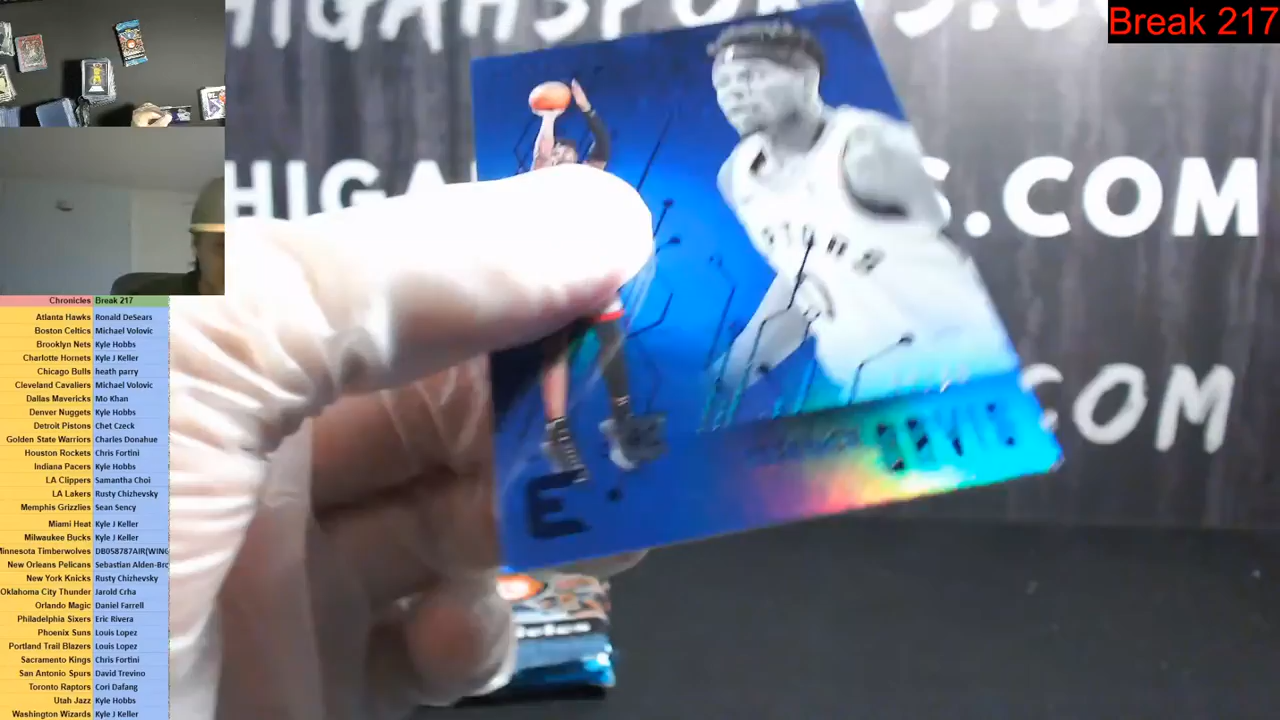 Break 217
HIGAHSPORTS.CO
HIGAH
S.COM
COM
DAVIS
E
Chronicles Break 217
Atlanta Hawks Ronald DeSears
Boston Celtics Michael Volovic
Brooklyn Nets Kyle Hobbs
Charlotte Hornets Kyle J Keller
Chicago Bulls heath parry
Cleveland Cavaliers Michael Volovic
Dallas Mavericks Mo Khan
Denver Nuggets Kyle Hobbs
Detroit Pistons Chet Czeck
Golden State Warriors Charles Donahue
Houston Rockets Chris Fortini
Indiana Pacers Kyle Hobbs
LA Clippers Samantha Choi
LA Lakers Rusty Chizhevsky
Memphis Grizzlies Sean Sency
Miami Heat Kyle J Keller
Milwaukee Bucks Kyle J Keller
Minnesota Timberwolves DB058787AIR(WING
New Orleans Pelicans Sebastian Alden-Bro
New York Knicks Rusty Chizhevsky
Oklahoma City Thunder Jarold Crha
Orlando Magic Daniel Farrell
Philadelphia Sixers Eric Rivera
Phoenix Suns Louis Lopez
Portland Trail Blazers Louis Lopez
Sacramento Kings Chris Fortini
San Antonio Spurs David Trevino
Toronto Raptors Cori Dafang
Utah Jazz Kyle Hobbs
Washington Wizards Kyle J Keller